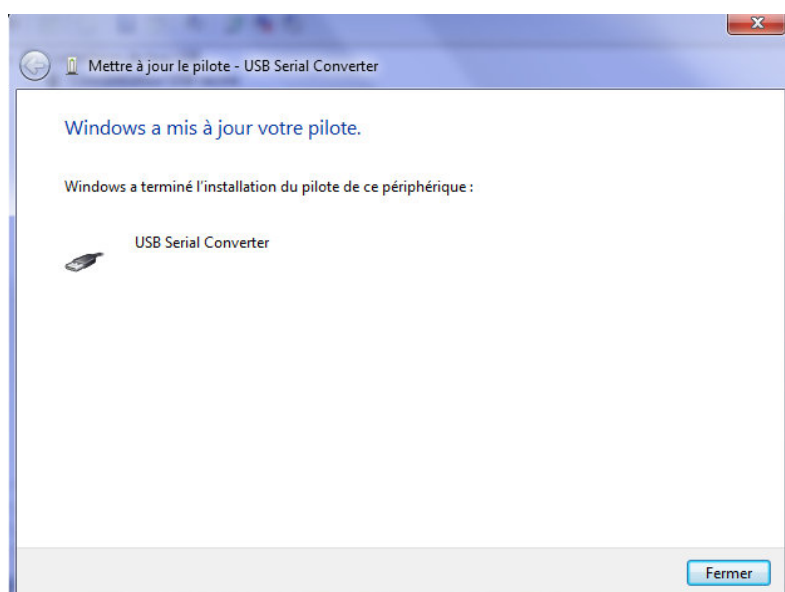 Mettre à jour le pilote - USB Serial Converter
Windows a mis à jour votre pilote.
Windows a terminé l'installation du pilote de ce périphérique :
USB Serial Converter
Fermer